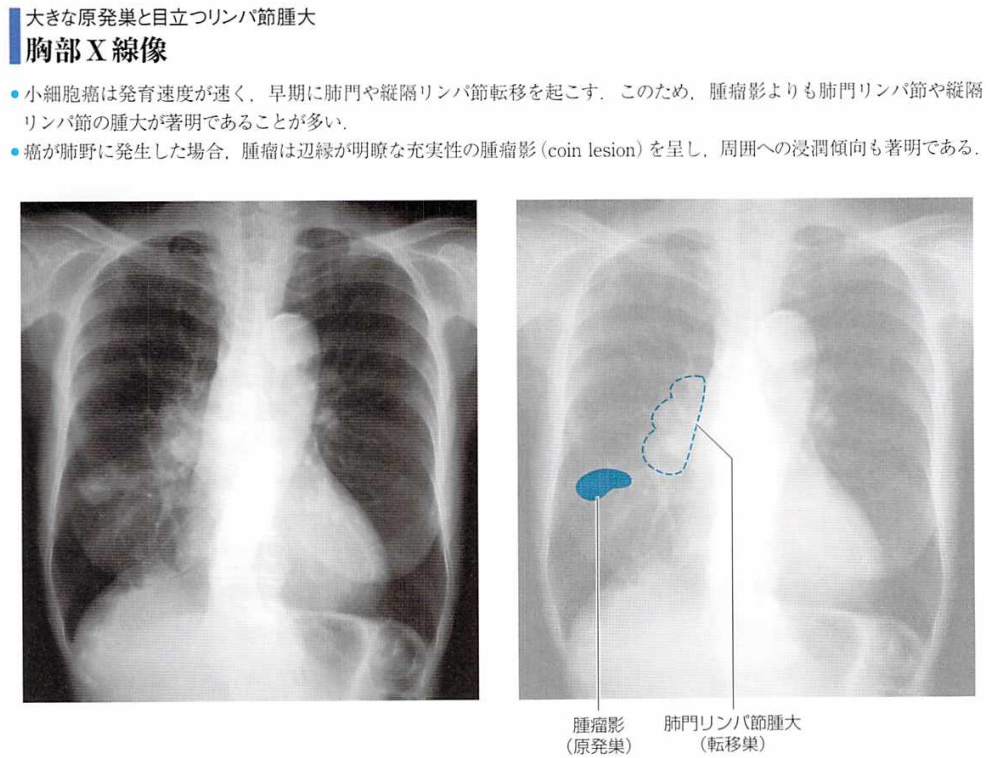 大きな原発巣と目立つリンパ節腫大
胸部X線像
●小細胞癌は発育速度が速く，早期に肺門や縦隔リンパ節転移を起こす．このため，腫瘤影よりも肺門リンパ節や縦隔
リンパ節の腫大が著明であることが多い．
●癌が肺野に発生した場合，腫瘤は辺縁が明瞭な充実性の腫瘤影（coin lesion）を呈し，周囲への浸潤傾向も著明である．
腫瘤影
（原発巣）
肺門リンパ節腫大
（転移巣）